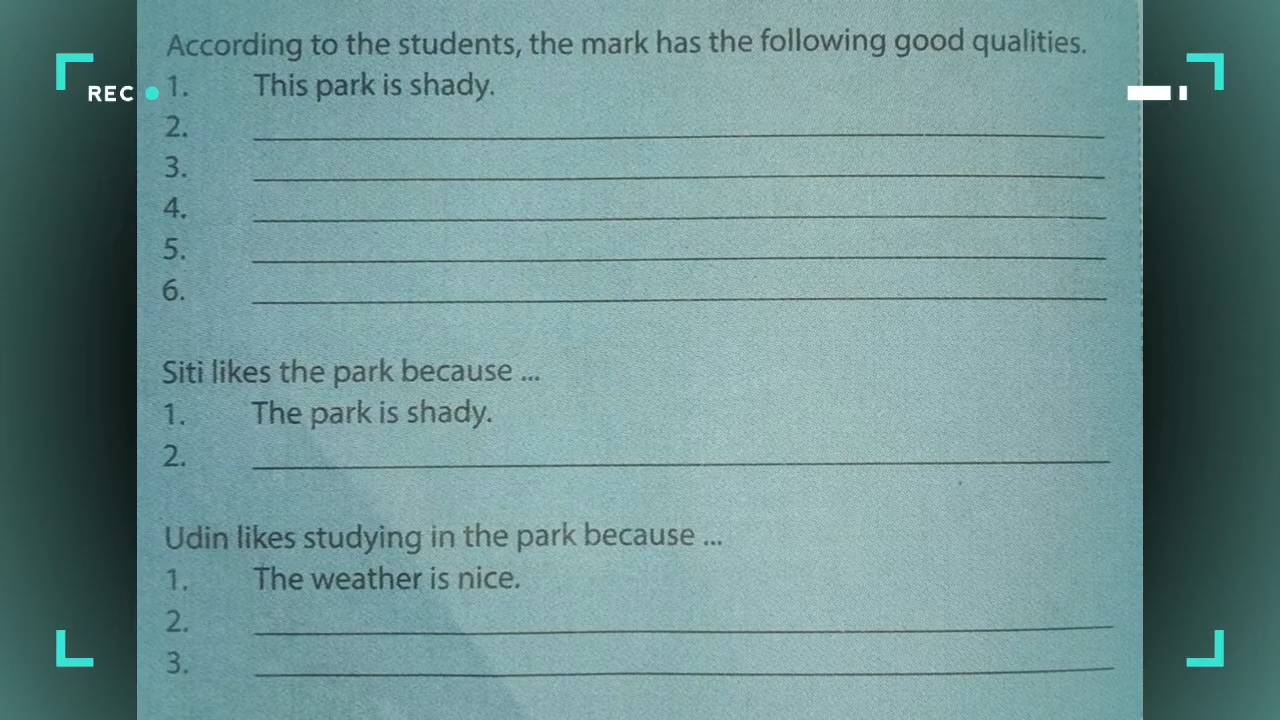 According to the students, the mark has the following good qualities.
REC
1. This park is shady.
2.
3.
4.
5.
6.
Siti likes the park because ...
1. The park is shady.
2.
Udin likes studying in the park because ...
1. The weather is nice.
2.
3.